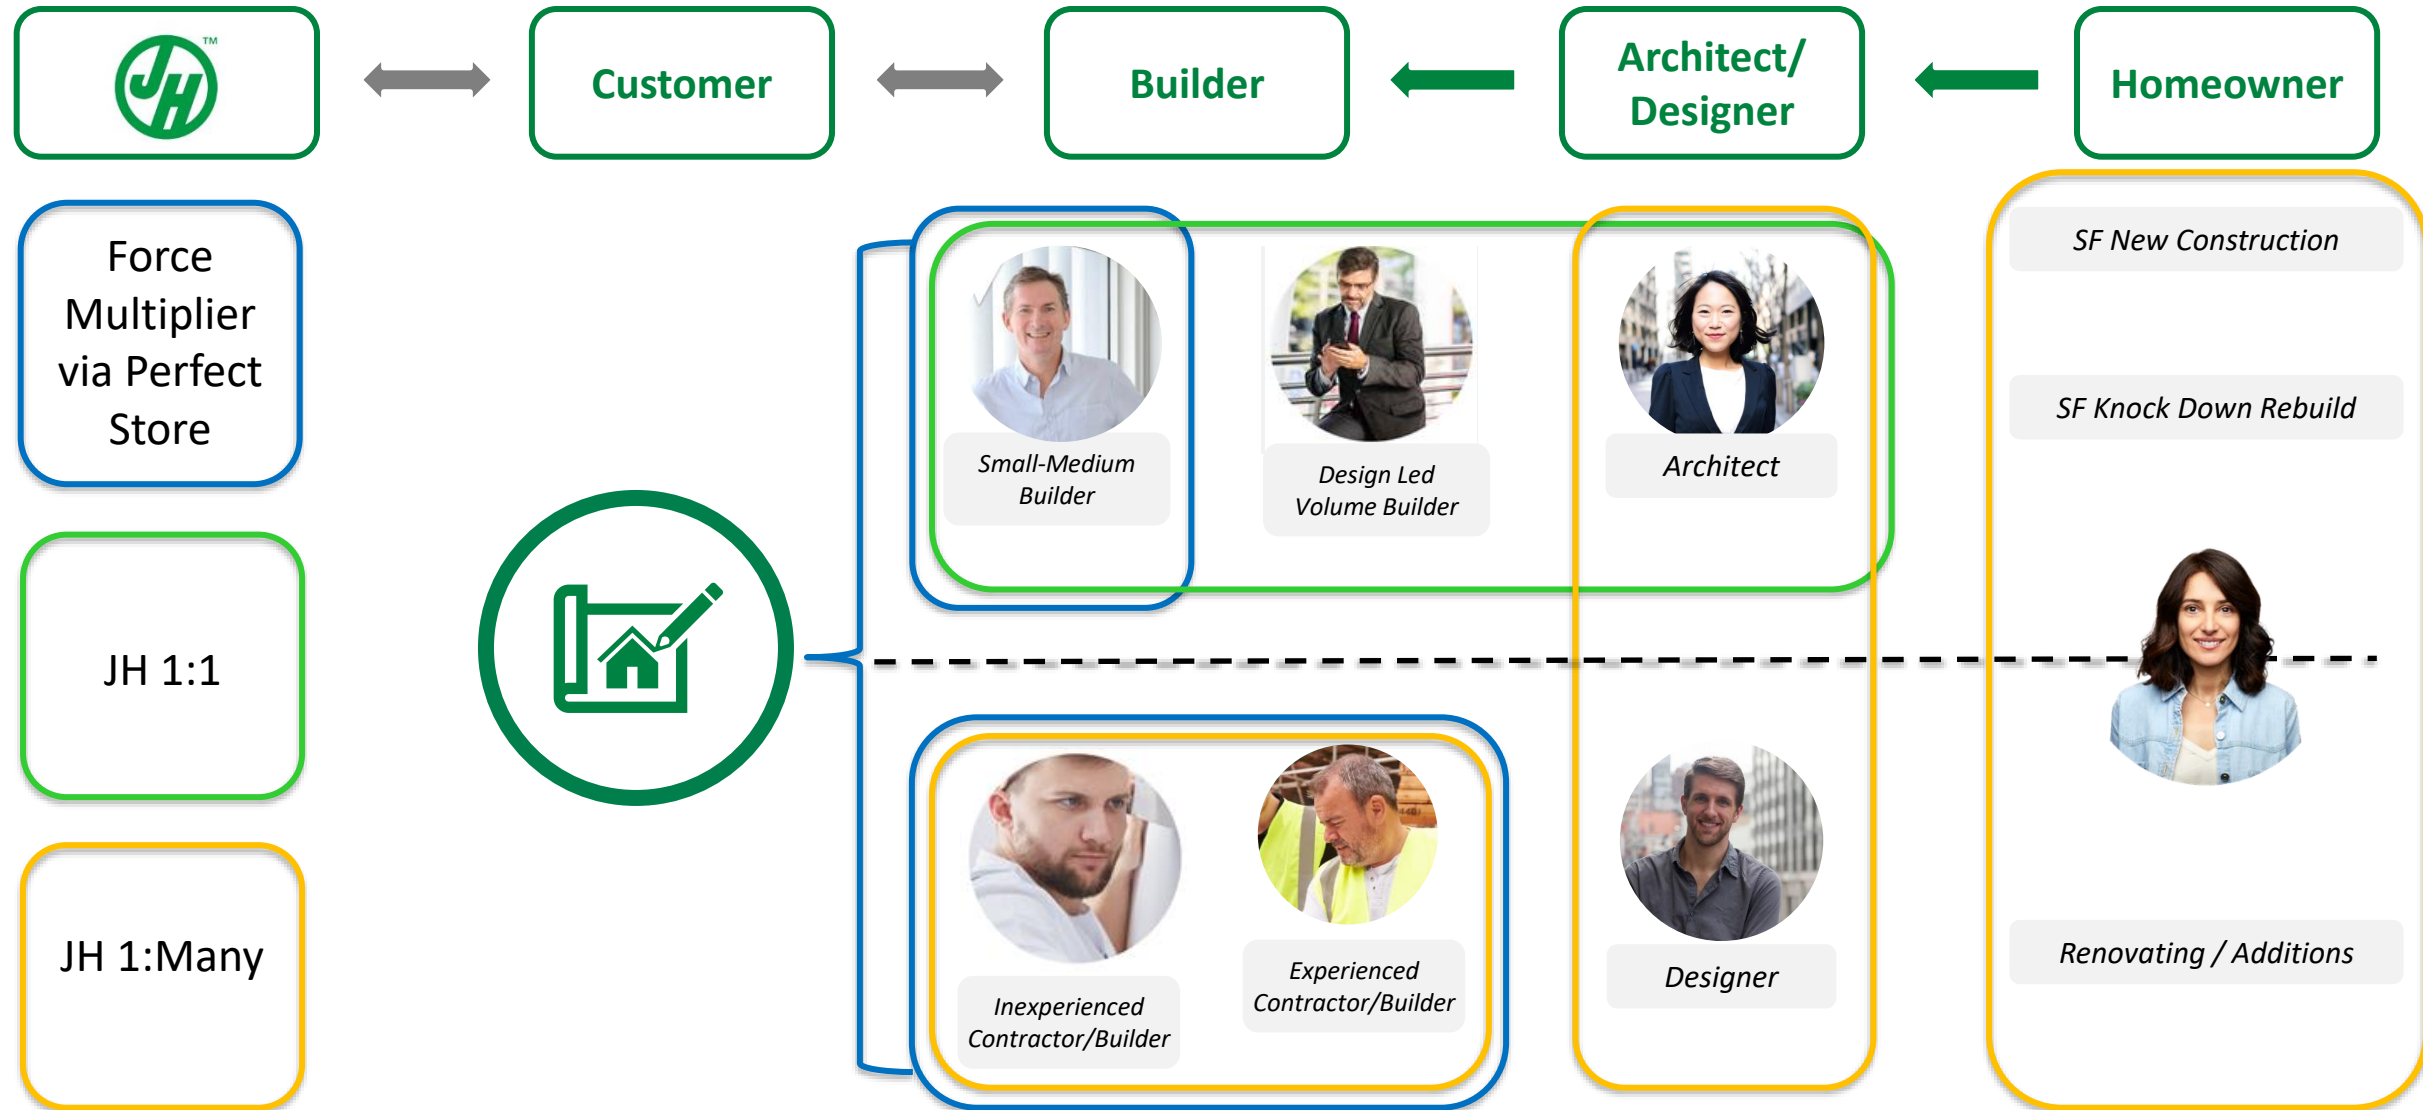 JH
TM
Customer
Builder
Architect/
Designer
Homeowner
Force
Multiplier
via Perfect
Store
JH 1:1
JH 1:Many
Small-Medium
Builder
Design Led
Volume Builder
Architect
Inexperienced
Contractor/Builder
Experienced
Contractor/Builder
Designer
SF New Construction
SF Knock Down Rebuild
Renovating / Additions